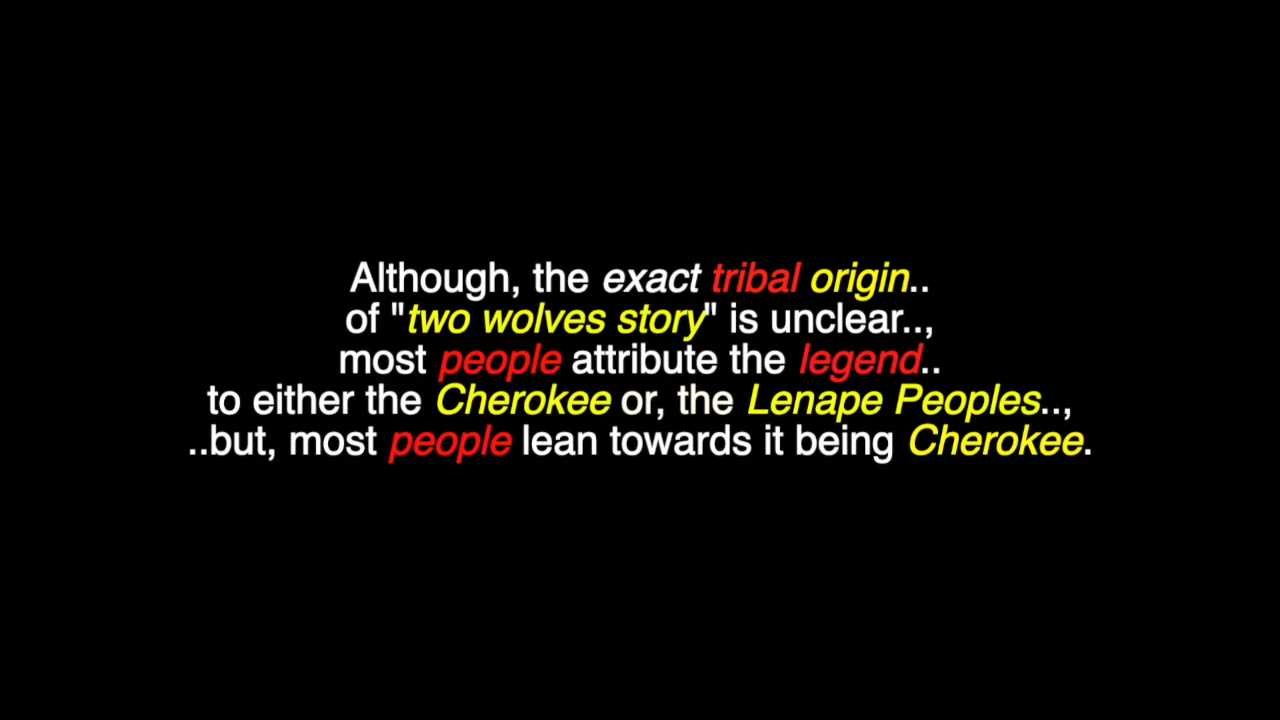 Although, the exact tribal origin..
of "two wolves story" is unclear..,
most people attribute the legend..
to either the Cherokee or, the Lenape Peoples..,
..but, most people lean towards it being Cherokee.